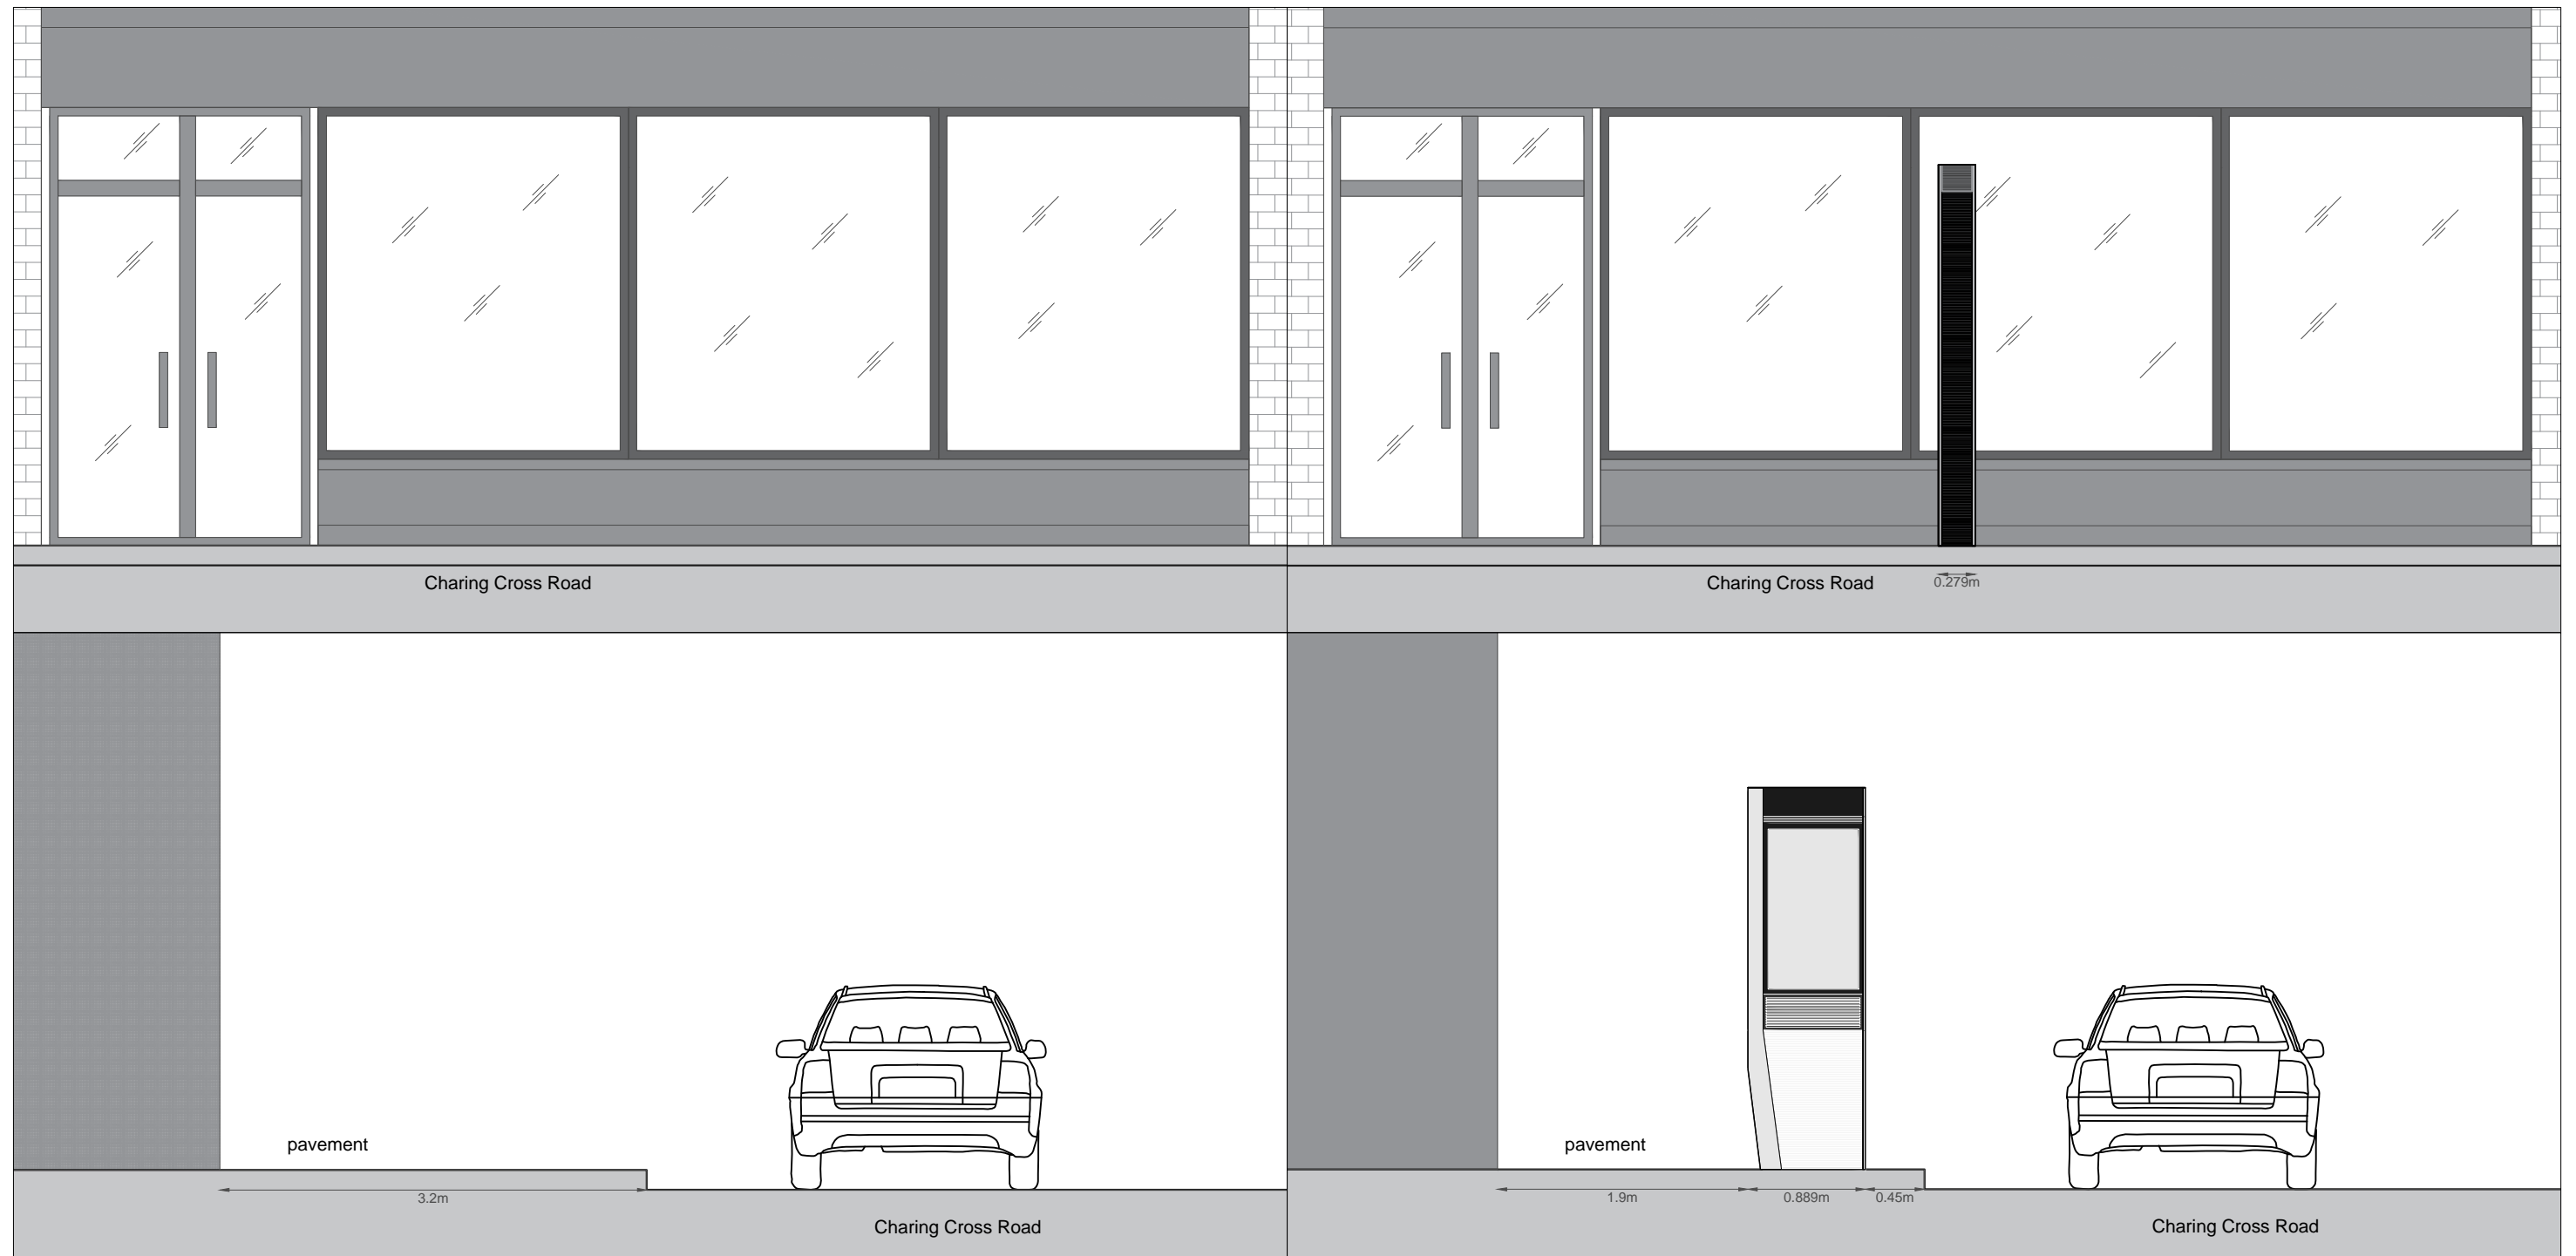 Charing Cross Road
Charing Cross Road
0.279m
pavement
3.2m
Charing Cross Road
pavement
1.9m
0.889m
0.45m
Charing Cross Road